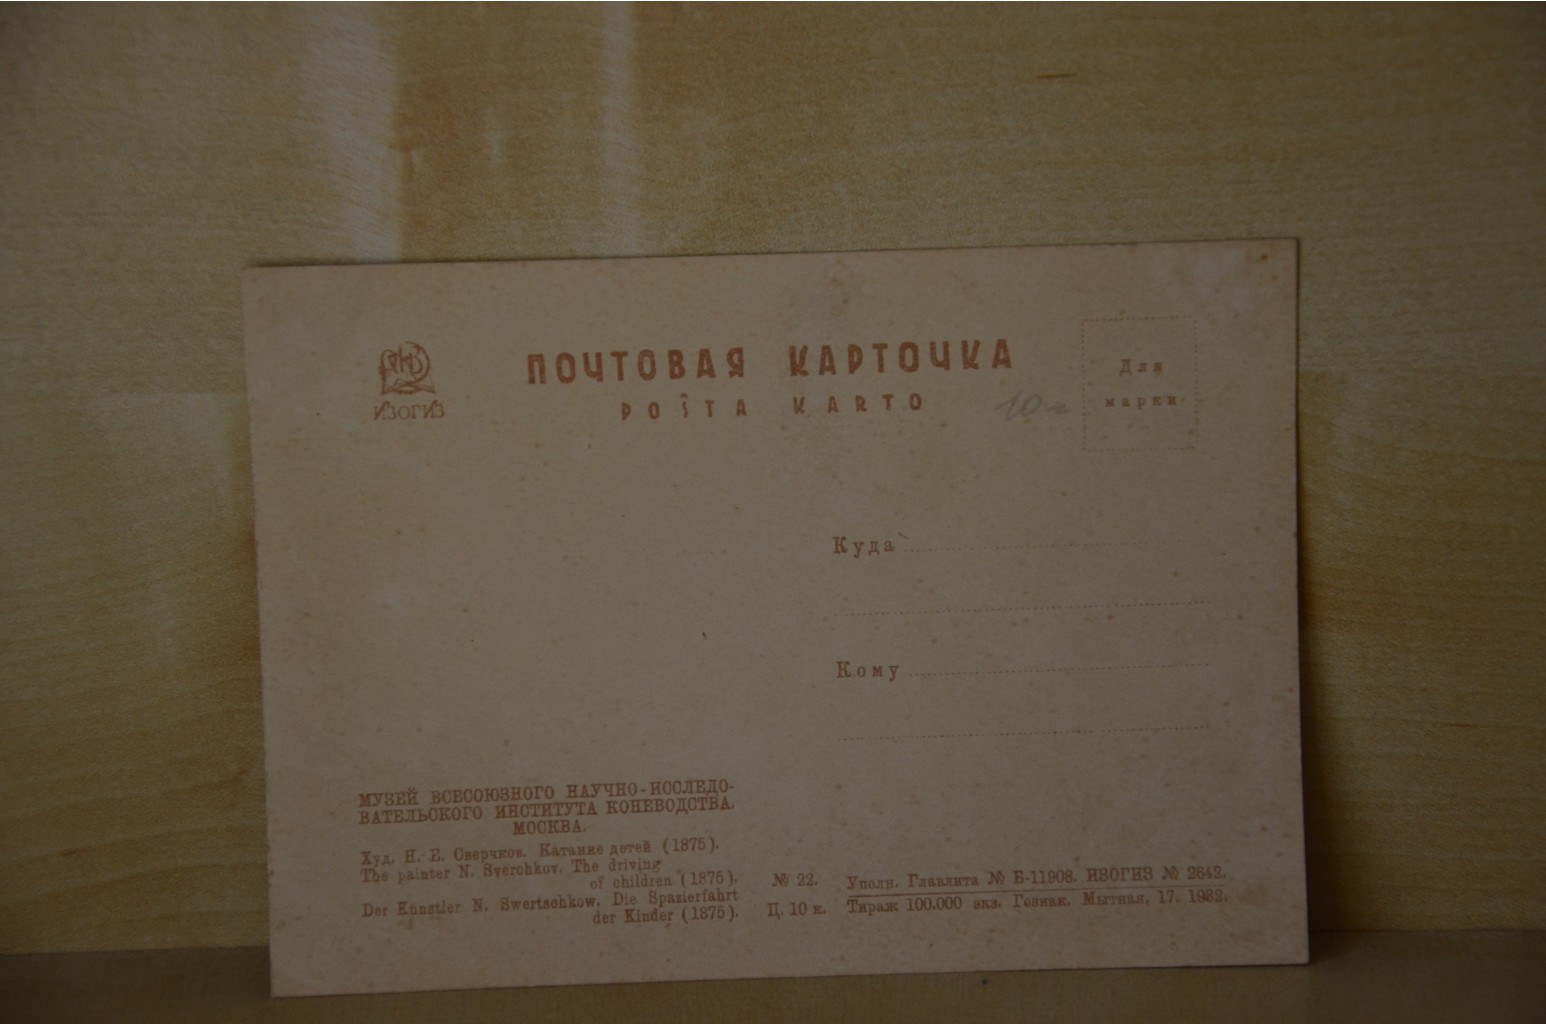 ИЗОГИЗ
ПОЧТОВАЯ КАРТОЧКА
POŜTA KARTO
10
Для
марки
Куда
Кому
МУЗЕЙ ВСЕСОЮЗНОГО НАУЧНО-ИССЛЕДО-
ВАТЕЛЬСКОГО ИНСТИТУТА КОНЕВОДСТВА.
МОСКВА.
Худ. Н. Е. Сверчков. Катание детей (1875).
The painter N. Sverchkov. The driving
of children (1875).
Der Künstler N. Swertschkow. Die Spazierfahrt
der Kinder (1875).
№ 22.
Ц. 10 к.
Уполн. Главлита № Б-11908. ИЗОГИЗ № 2642.
Тираж 100.000 экз. Гознак. Мытная, 17. 1932.